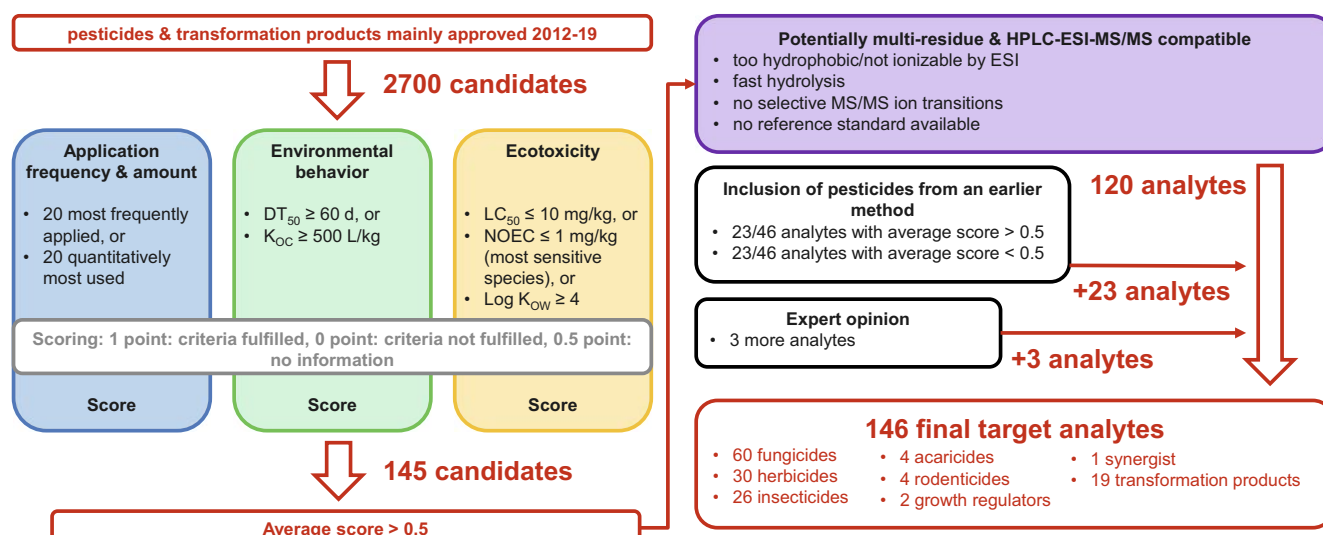 pesticides & transformation products mainly approved 2012-19
2700 candidates
Application
frequency & amount
• 20 most frequently
applied, or
• 20 quantitatively
most used
Environmental
behavior
• DT50 ≥ 60 d, or
• KOC ≥ 500 L/kg
Ecotoxicity
• LC50 ≤ 10 mg/kg, or
• NOEC ≤ 1 mg/kg
(most sensitive
species), or
• Log KOW ≥ 4
Scoring: 1 point: criteria fulfilled, 0 point: criteria not fulfilled, 0.5 point:
no information
Score
Score
Score
145 candidates
Average score > 0.5
Potentially multi-residue & HPLC-ESI-MS/MS compatible
• too hydrophobic/not ionizable by ESI
• fast hydrolysis
• no selective MS/MS ion transitions
• no reference standard available
120 analytes
Inclusion of pesticides from an earlier
method
• 23/46 analytes with average score > 0.5
• 23/46 analytes with average score < 0.5
+23 analytes
Expert opinion
• 3 more analytes
+3 analytes
146 final target analytes
• 60 fungicides
• 30 herbicides
• 26 insecticides
• 4 acaricides
• 4 rodenticides
• 2 growth regulators
• 1 synergist
• 19 transformation products